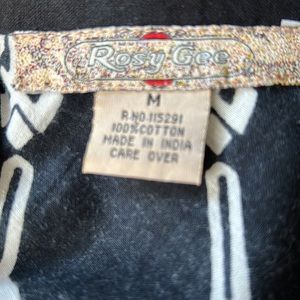 Rosy Gee
M
R.NO.115291
100%COTTON
MADE IN INDIA
CARE OVER